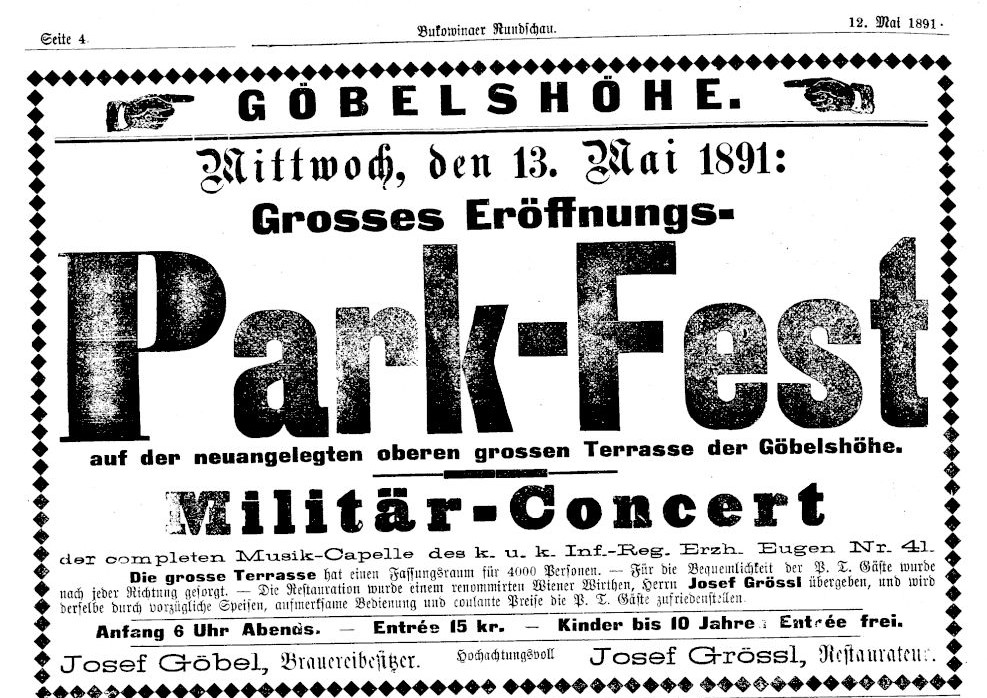 Seite 4
Bukowinaer Rundschau.
12. Mai 1891.
GÖBELSHÖHE.
Mittwoch, den 13. Mai 1891:
Grosses Eröffnungs-
Park-Fest
auf der neuangelegten oberen grossen Terrasse der Göbelshöhe.
Militär-Concert
der completen Musik-Capelle des k. u. k. Inf.-Reg. Erzh. Eugen Nr. 41.
Die grosse Terrasse hat einen Fassungsraum für 4000 Personen. — Für die Bequemlichkeit der P. T. Gäste wurde
nach jeder Richtung gesorgt. — Die Restauration wurde einem renommirten Wiener Wirthen, Herrn Josef Grössl übergeben, und wird
derselbe durch vorzügliche Speisen, aufmerksame Bedienung und coulante Preise die P. T. Gäste zufriedenstellen.
Anfang 6 Uhr Abends. — Entrée 15 kr. — Kinder bis 10 Jahre Entrée frei.
Josef Göbel, Brauereibesitzer. Hochachtungsvoll Josef Grössl, Restaurateur.